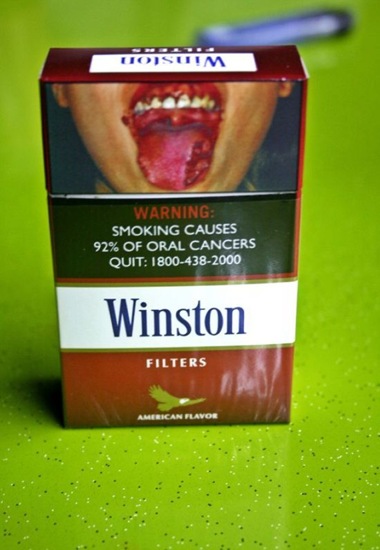 Winston
FILTERS
WARNING:
SMOKING CAUSES
92% OF ORAL CANCERS
QUIT: 1800-438-2000
Winston
FILTERS
AMERICAN FLAVOR